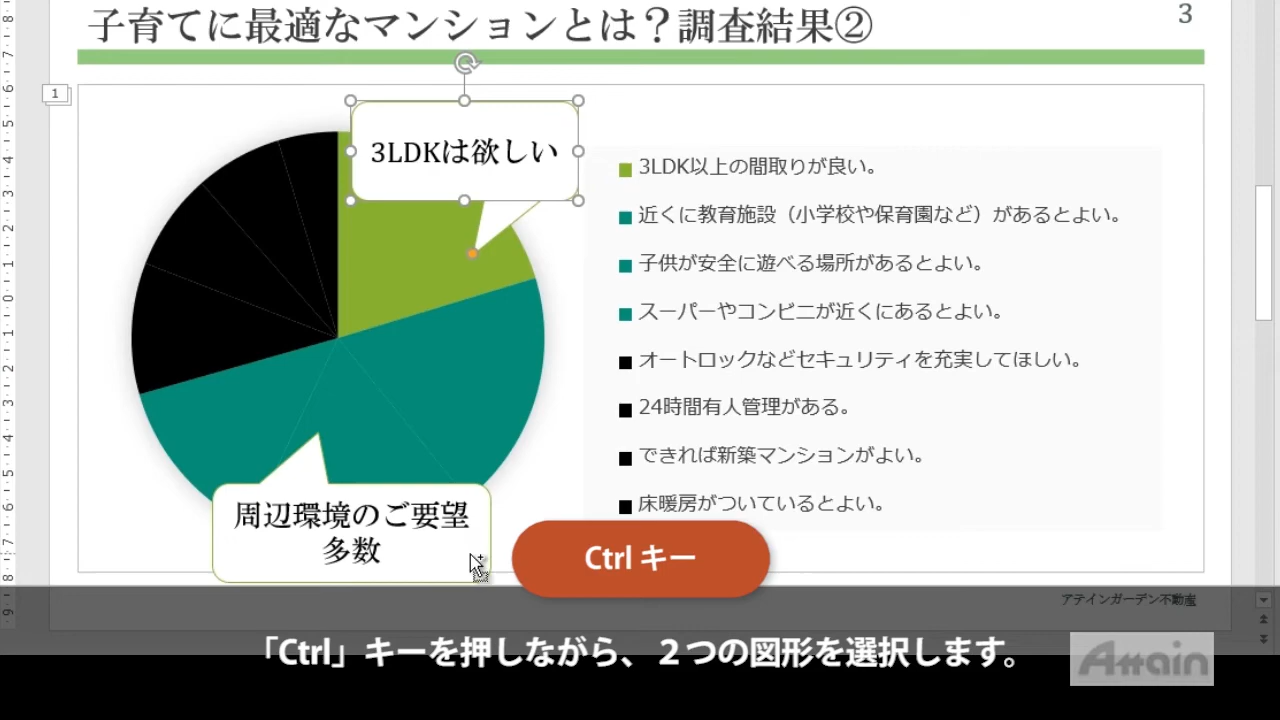 子育てに最適なマンションとは？調査結果②
3
1
3LDKは欲しい
3LDK以上の間取りが良い。
近くに教育施設（小学校や保育園など）があるとよい。
子供が安全に遊べる場所があるとよい。
スーパーやコンビニが近くにあるとよい。
オートロックなどセキュリティを充実してほしい。
24時間有人管理がある。
できれば新築マンションがよい。
床暖房がついているとよい。
周辺環境のご要望
多数
Ctrl キー
アテインガーデン不動産
「Ctrl」キーを押しながら、２つの図形を選択します。
Attain